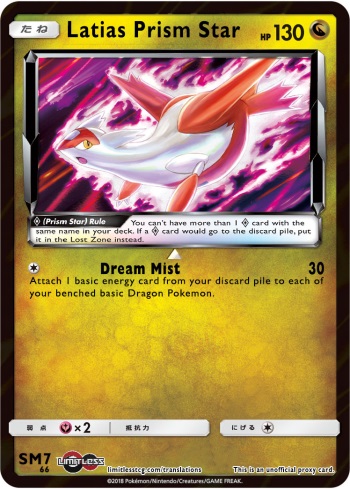 たね Latias Prism Star HP 130
◇ (Prism Star) Rule You can't have more than 1 ◇ card with the
same name in your deck. If a ◇ card would go to the discard pile, put
it in the Lost Zone instead.
Dream Mist 30
Attach 1 basic energy card from your discard pile to each of
your benched basic Dragon Pokemon.
弱点 ×2 抵抗力 にげる
SM7 LIMITLESS
66 limitlesstcg.com/translations This is an unofficial proxy card.
©2018 Pokémon/Nintendo/Creatures/GAME FREAK.